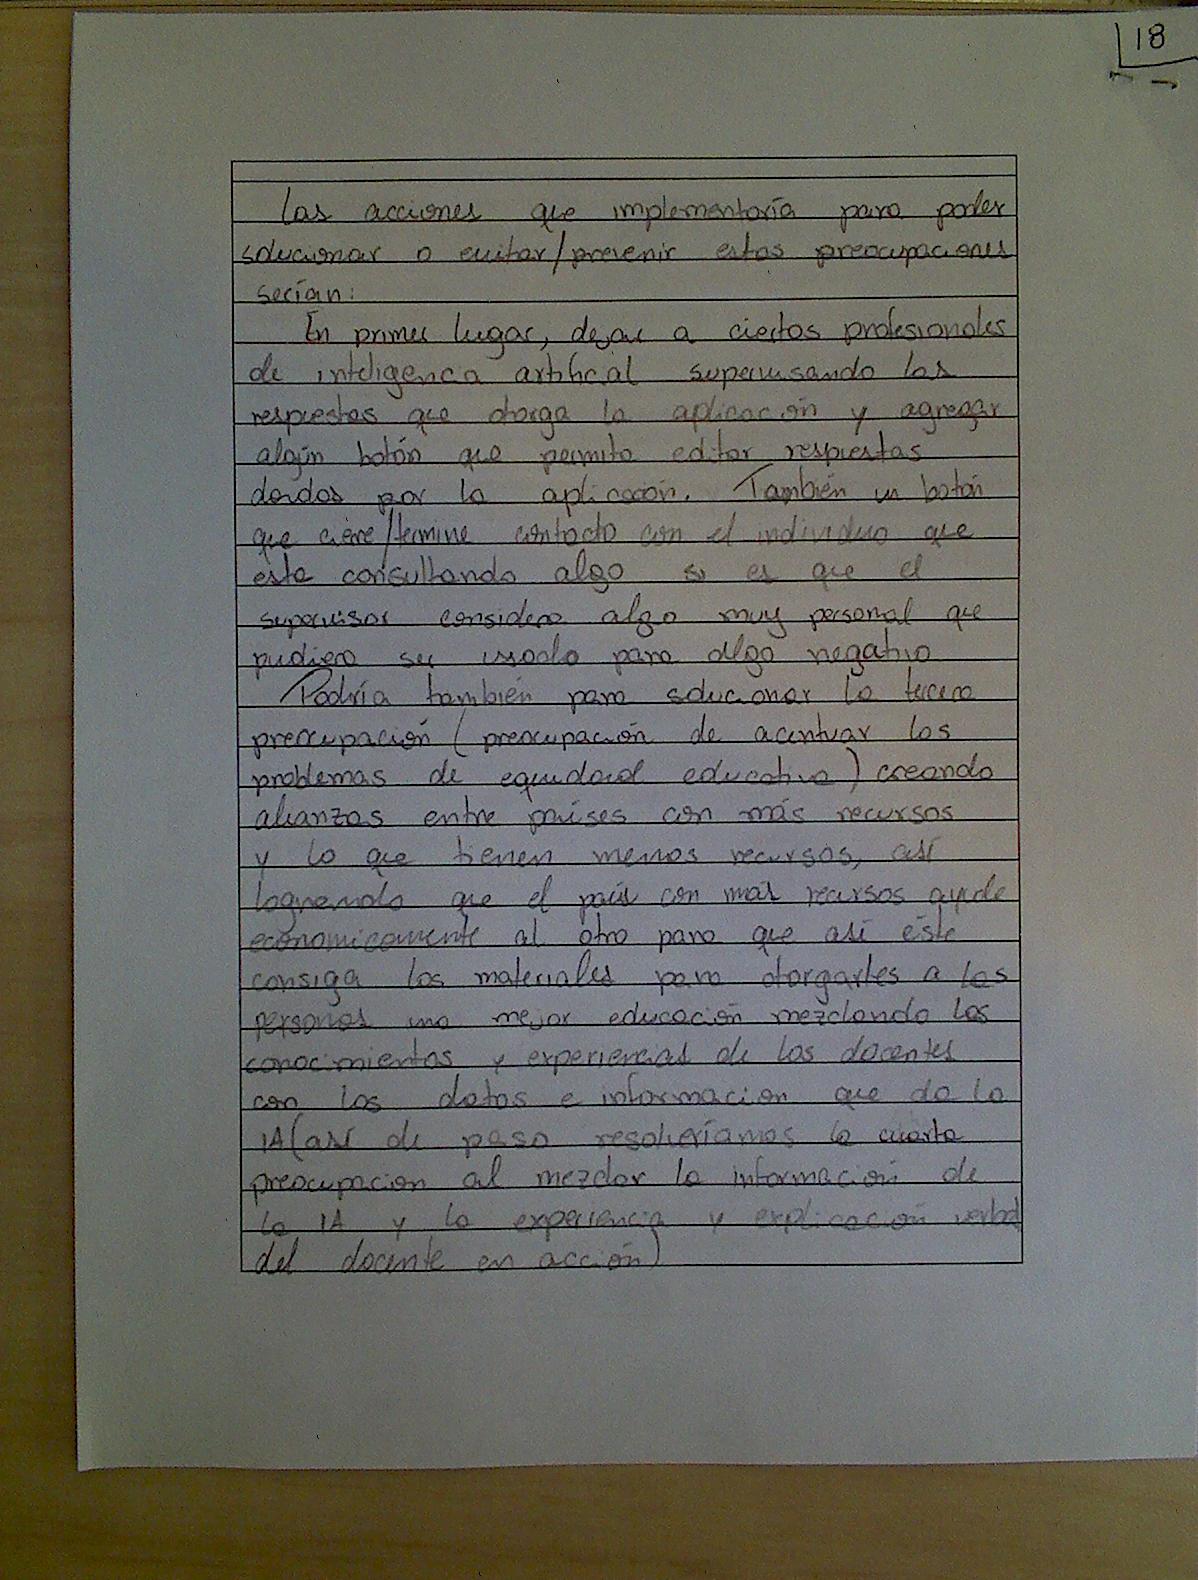 18
Las acciones que implementaría para poder
solucionar o evitar/prevenir estas preocupaciones
serían:
En primer lugar, dejar a ciertos profesionales
de inteligencia artificial supervisando las
respuestas que otorga la aplicación y agregar
algún botón que permita editar respuestas
dadas por la aplicación. También un botón
que cierre/termine contacto con el individuo que
esta consultando algo si es que el
supervisor considera algo muy personal que
pudiera ser usado para algo negativo
Podría también para solucionar la tercera
preocupación (preocupación de acentuar los
problemas de equidad educativa) creando
alianzas entre países con más recursos
y lo que tienen menos recursos, así
logrando que el país con más recursos ayude
economicamente al otro para que así éste
consiga los materiales para otorgarles a las
personas una mejor educación mezclando los
conocimientos y experiencias de los docentes
con los datos e información que da la
IA (así de paso resolveríamos la cuarta
preocupación al mezclar la información de
la IA y la experiencia y explicación verbal
del docente en acción)